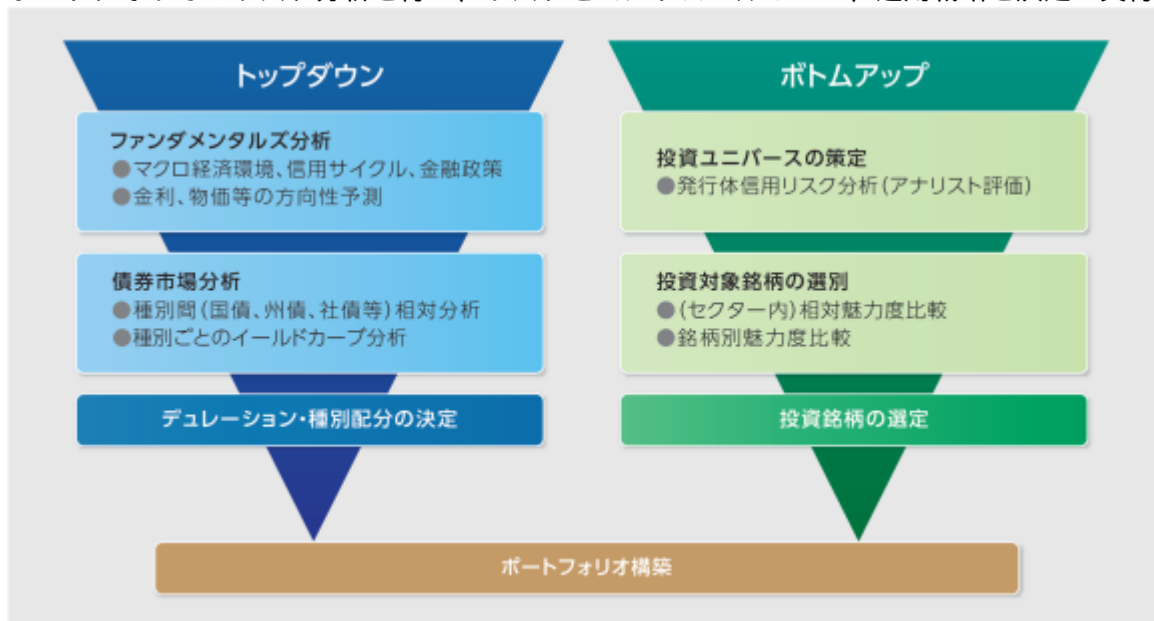 トップダウン
ファンダメンタルズ分析
●マクロ経済環境、信用サイクル、金融政策
●金利、物価等の方向性予測
債券市場分析
●種別間(国債、州債、社債等)相対分析
●種別ごとのイールドカーブ分析
デュレーション・種別配分の決定
ボトムアップ
投資ユニバースの策定
●発行体信用リスク分析(アナリスト評価)
投資対象銘柄の選別
●(セクター内)相対魅力度比較
●銘柄別魅力度比較
投資銘柄の選定
ポートフォリオ構築